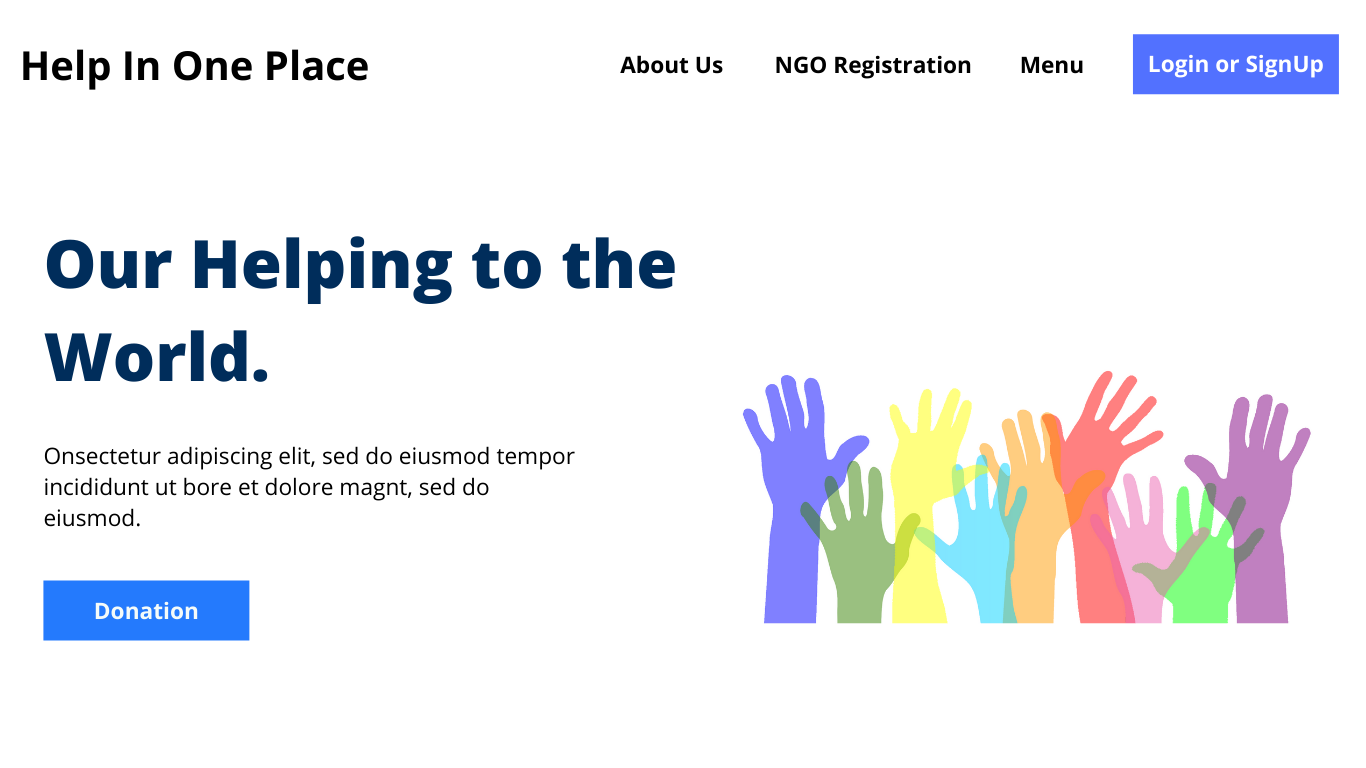 Help In One Place
About Us
NGO Registration
Menu
Login or SignUp
Our Helping to the
World.
Onsectetur adipiscing elit, sed do eiusmod tempor
incididunt ut bore et dolore magnt, sed do
eiusmod.
Donation